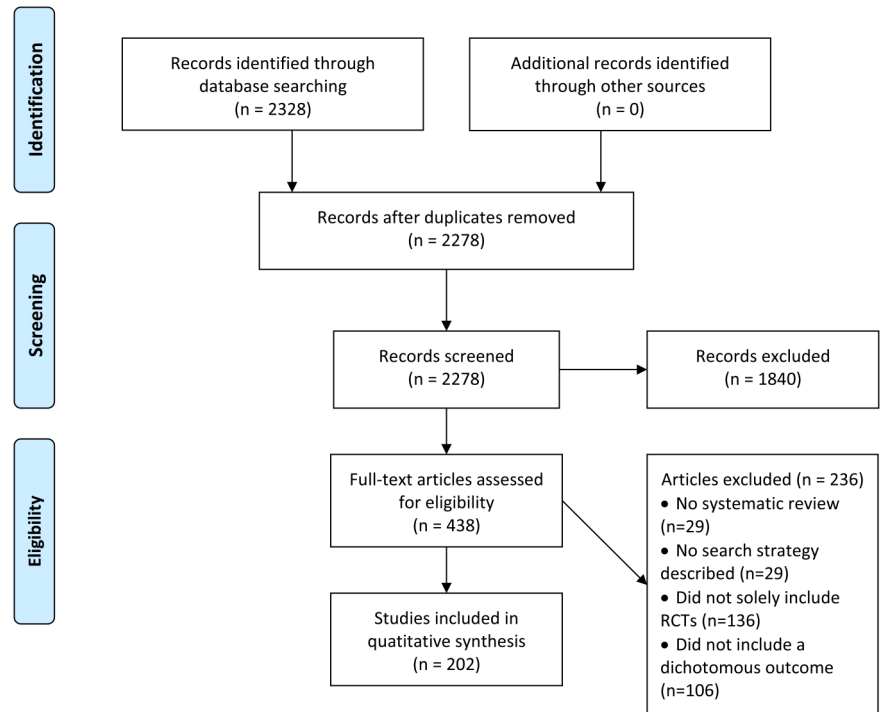 Identification
Records identified through
database searching
(n = 2328)
Additional records identified
through other sources
(n = 0)
Records after duplicates removed
(n = 2278)
Screening
Records screened
(n = 2278)
Records excluded
(n = 1840)
Eligibility
Full-text articles assessed
for eligibility
(n = 438)
Articles excluded (n = 236)
• No systematic review
(n=29)
• No search strategy
described (n=29)
• Did not solely include
RCTs (n=136)
• Did not include a
dichotomous outcome
(n=106)
Studies included in
quatitative synthesis
(n = 202)